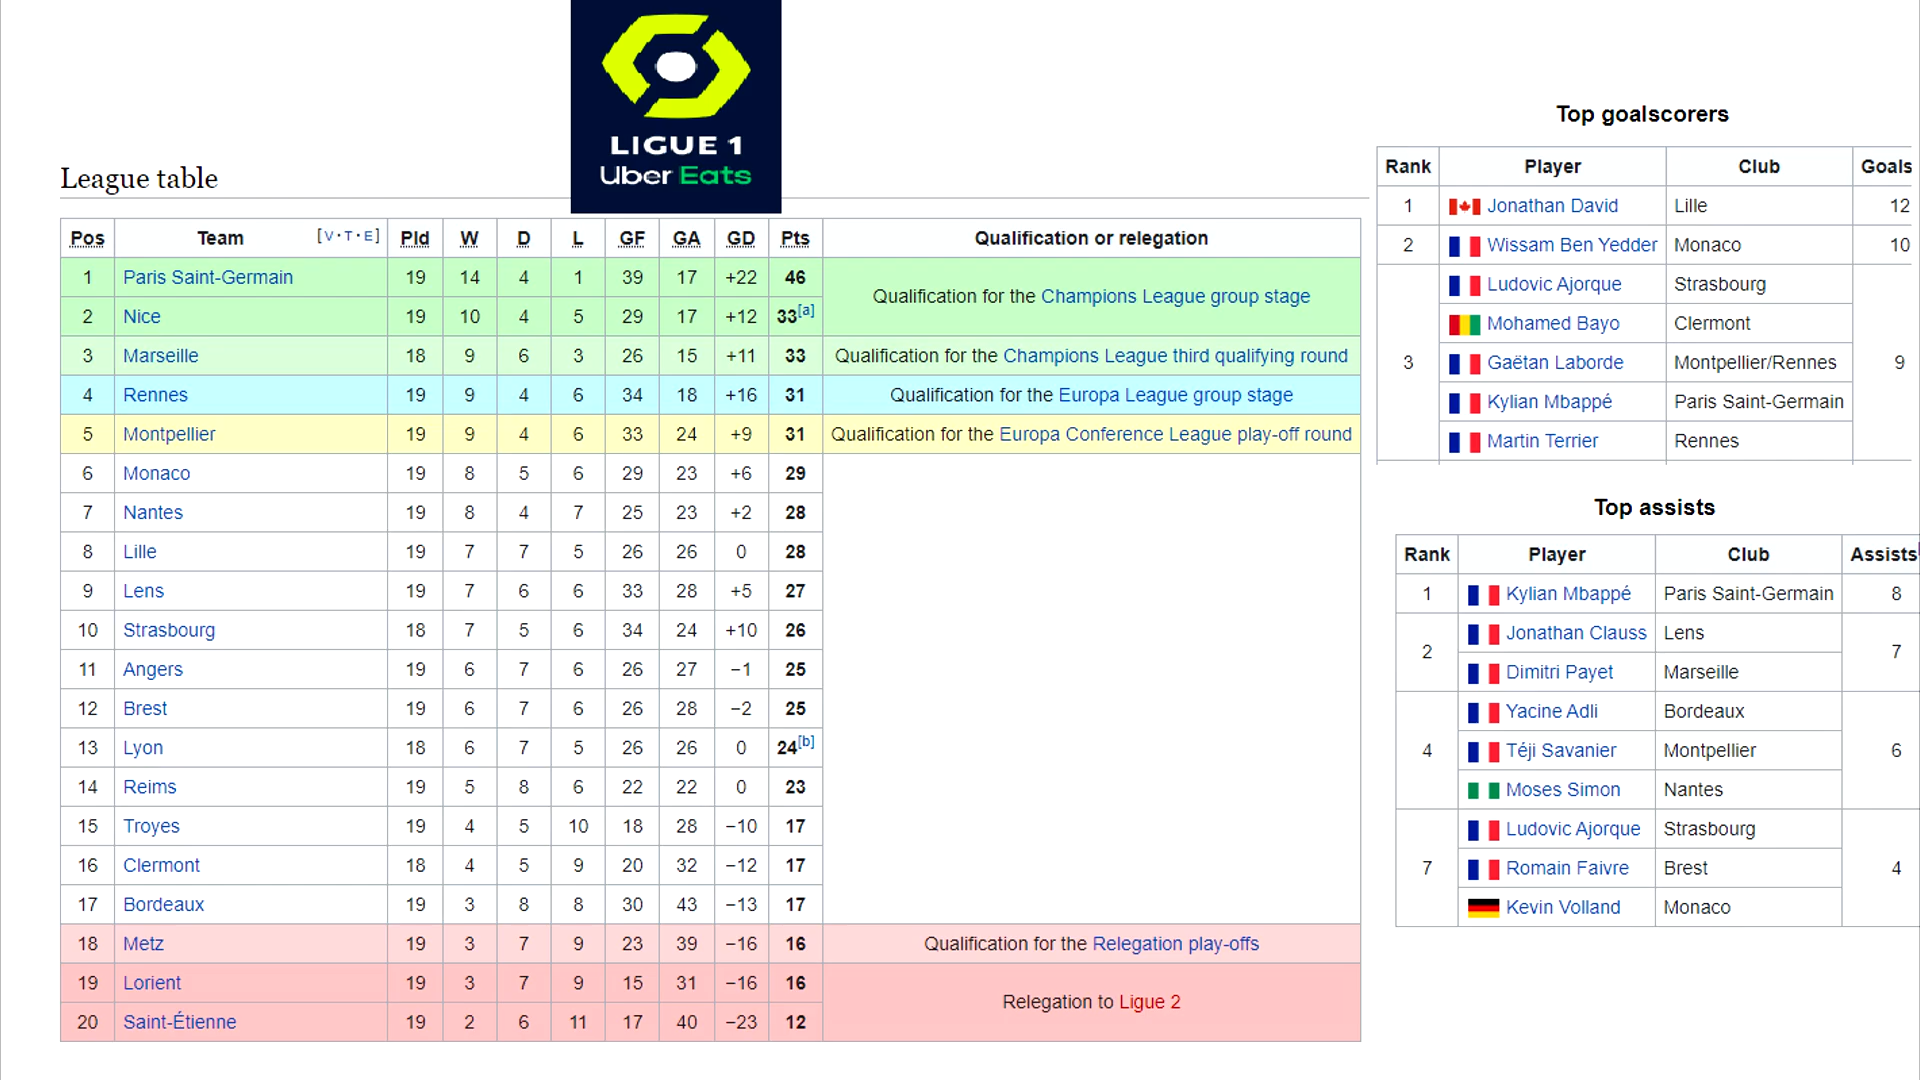 LIGUE 1
Uber Eats
League table
Pos Team [V·T·E] Pld W D L GF GA GD Pts Qualification or relegation
1 Paris Saint-Germain 19 14 4 1 39 17 +22 46 Qualification for the Champions League group stage
2 Nice 19 10 4 5 29 17 +12 33[a]
3 Marseille 18 9 6 3 26 15 +11 33 Qualification for the Champions League third qualifying round
4 Rennes 19 9 4 6 34 18 +16 31 Qualification for the Europa League group stage
5 Montpellier 19 9 4 6 33 24 +9 31 Qualification for the Europa Conference League play-off round
6 Monaco 19 8 5 6 29 23 +6 29
7 Nantes 19 8 4 7 25 23 +2 28
8 Lille 19 7 7 5 26 26 0 28
9 Lens 19 7 6 6 33 28 +5 27
10 Strasbourg 18 7 5 6 34 24 +10 26
11 Angers 19 6 7 6 26 27 −1 25
12 Brest 19 6 7 6 26 28 −2 25
13 Lyon 18 6 7 5 26 26 0 24[b]
14 Reims 19 5 8 6 22 22 0 23
15 Troyes 19 4 5 10 18 28 −10 17
16 Clermont 18 4 5 9 20 32 −12 17
17 Bordeaux 19 3 8 8 30 43 −13 17
18 Metz 19 3 7 9 23 39 −16 16 Qualification for the Relegation play-offs
19 Lorient 19 3 7 9 15 31 −16 16 Relegation to Ligue 2
20 Saint-Étienne 19 2 6 11 17 40 −23 12
Top goalscorers
Rank Player Club Goals
1 Jonathan David Lille 12
2 Wissam Ben Yedder Monaco 10
Ludovic Ajorque Strasbourg
Mohamed Bayo Clermont
3 Gaëtan Laborde Montpellier/Rennes 9
Kylian Mbappé Paris Saint-Germain
Martin Terrier Rennes
Top assists
Rank Player Club Assists
1 Kylian Mbappé Paris Saint-Germain 8
2 Jonathan Clauss Lens 7
Dimitri Payet Marseille
Yacine Adli Bordeaux
4 Téji Savanier Montpellier 6
Moses Simon Nantes
Ludovic Ajorque Strasbourg
7 Romain Faivre Brest 4
Kevin Volland Monaco